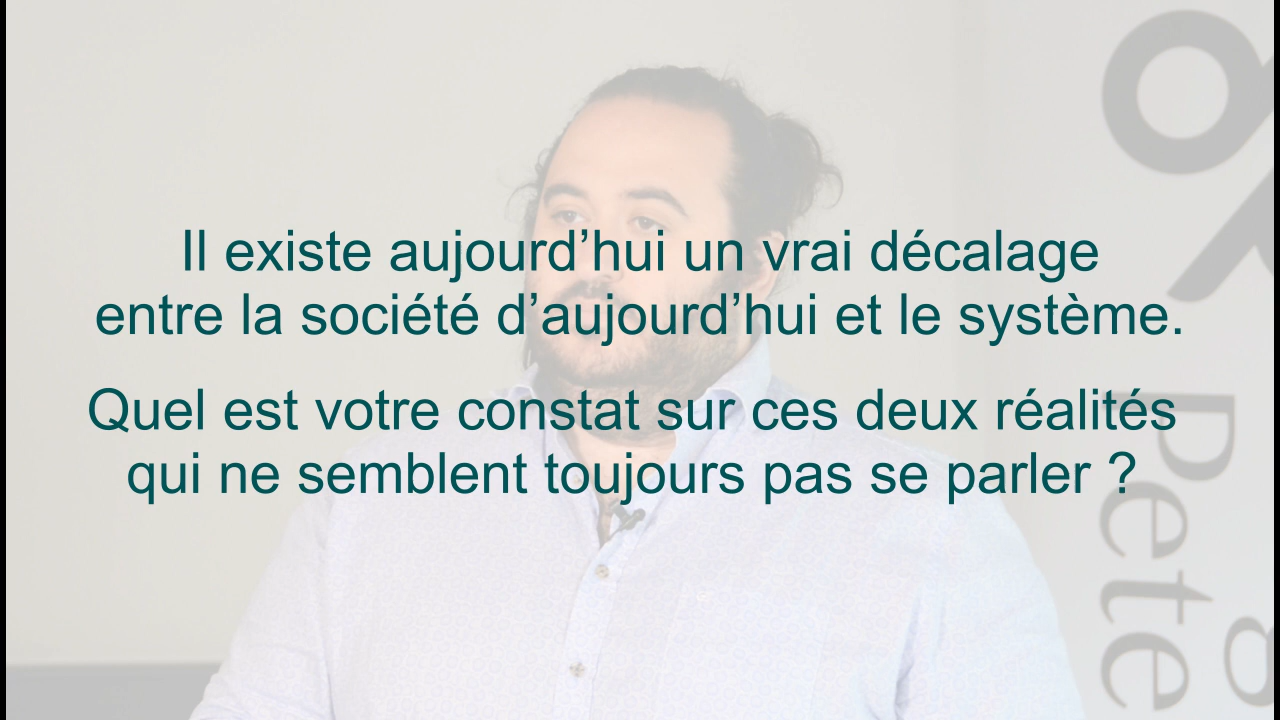 Il existe aujourd’hui un vrai décalage
entre la société d’aujourd’hui et le système.
Quel est votre constat sur ces deux réalités
qui ne semblent toujours pas se parler ?
& Pete
g